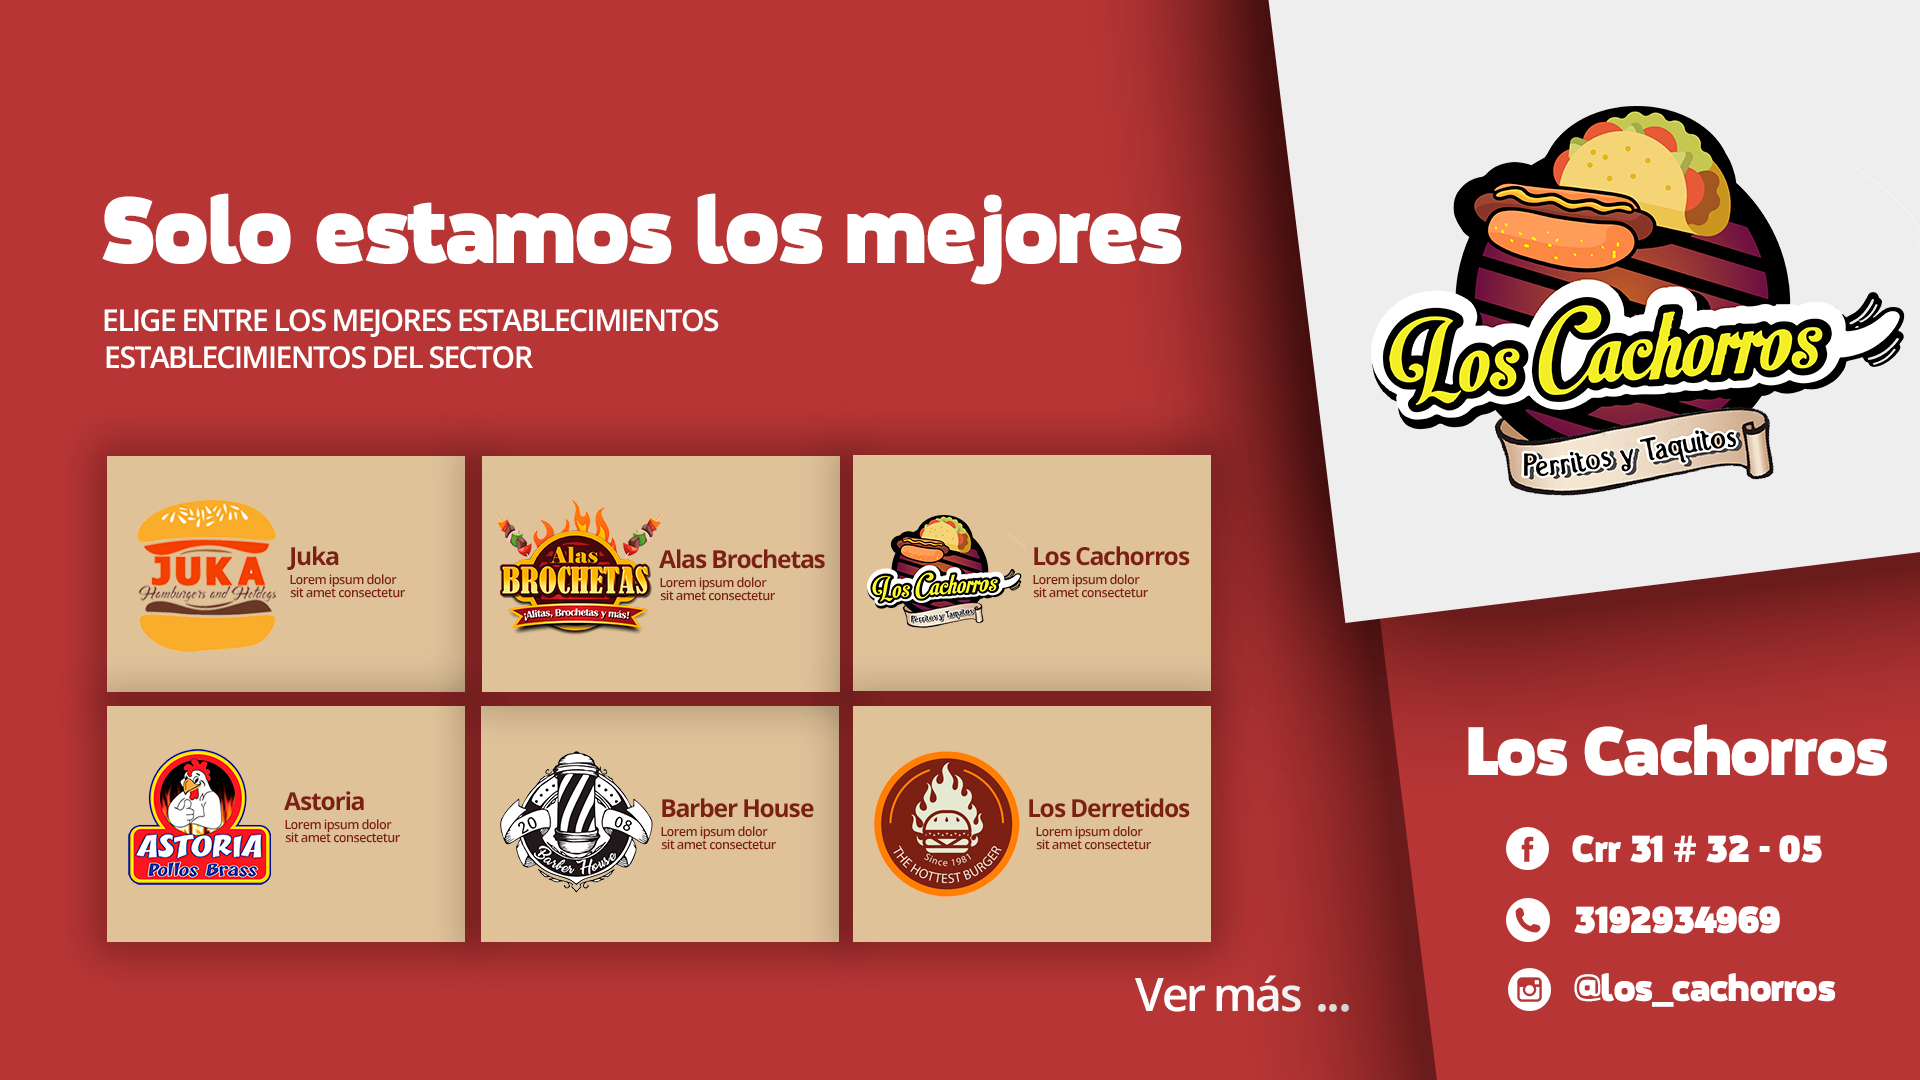 Solo estamos los mejores
ELIGE ENTRE LOS MEJORES ESTABLECIMIENTOS
ESTABLECIMIENTOS DEL SECTOR
JUKA
Hamburgers and Hotdogs
Juka
Lorem ipsum dolor
sit amet consectetur
Alas
BROCHETAS
¡Alitas, Brochetas y más!
Alas Brochetas
Lorem ipsum dolor
sit amet consectetur
Los Cachorros
Perritos y Taquitos
Los Cachorros
Lorem ipsum dolor
sit amet consectetur
ASTORIA
Pollos Brass
Astoria
Lorem ipsum dolor
sit amet consectetur
20 08
Barber House
Barber House
Lorem ipsum dolor
sit amet consectetur
Since 1981
THE HOTTEST BURGER
Los Derretidos
Lorem ipsum dolor
sit amet consectetur
Ver más ...
Los Cachorros
Perritos y Taquitos
Los Cachorros
Crr 31 # 32 - 05
3192934969
@los_cachorros